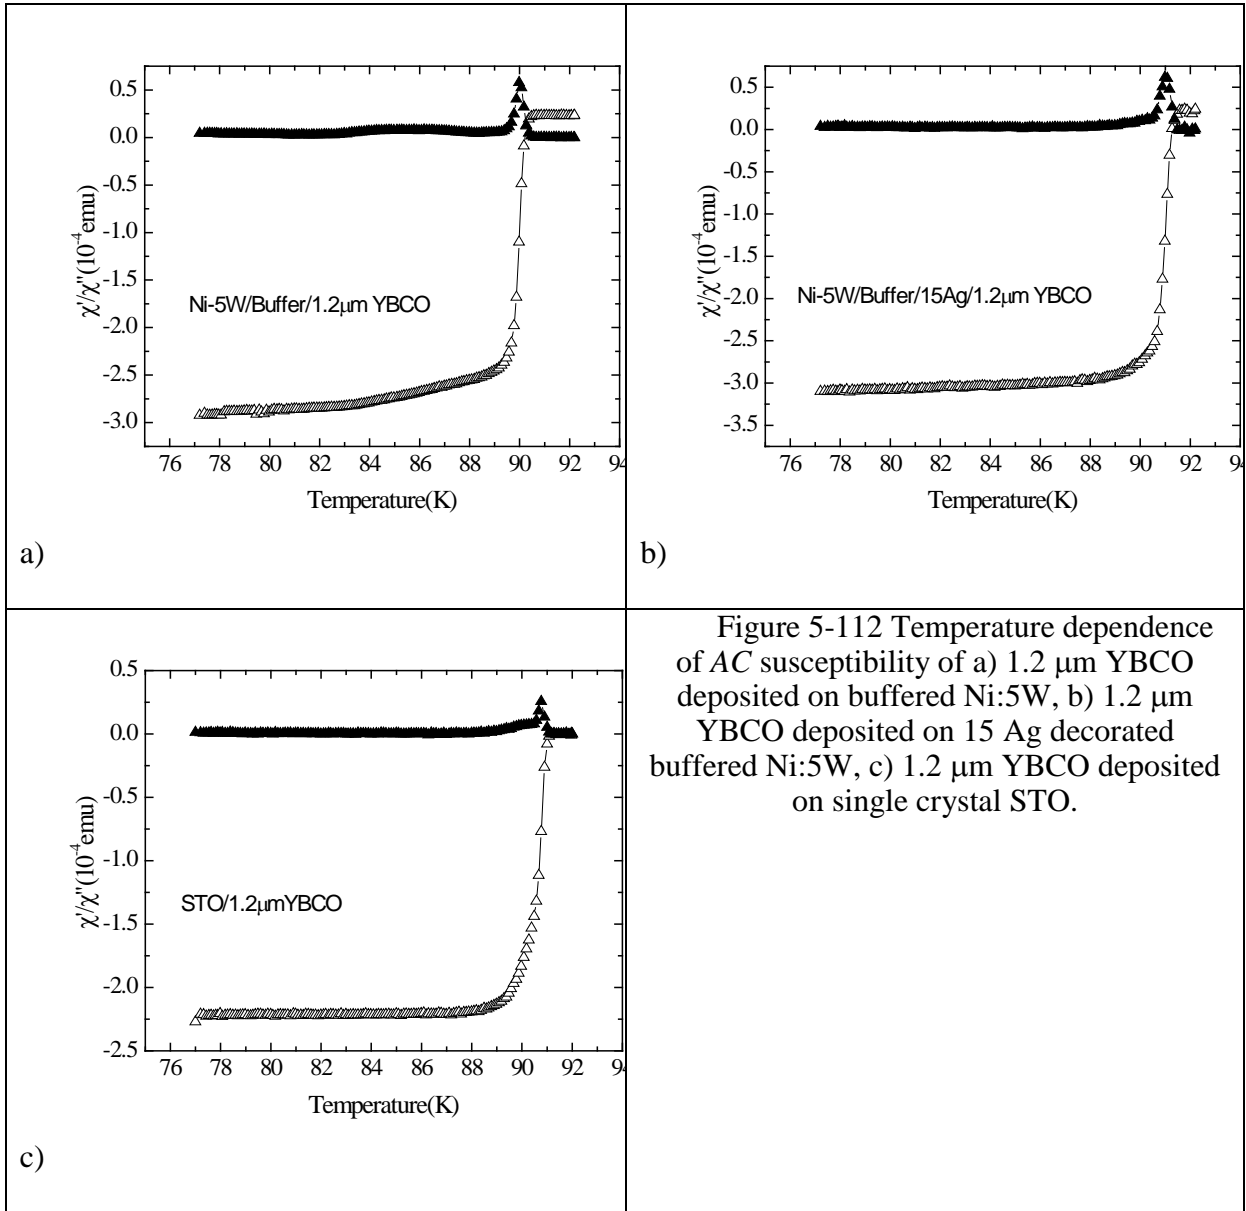 0.5
0.0
-0.5
-1.0
-1.5
-2.0
-2.5
-3.0
χ'/χ''(10⁻⁴emu)
Ni-5W/Buffer/1.2μm YBCO
76 78 80 82 84 86 88 90 92 94
Temperature(K)
a)
0.5
0.0
-0.5
-1.0
-1.5
-2.0
-2.5
-3.0
-3.5
χ'/χ''(10⁻⁴emu)
Ni-5W/Buffer/15Ag/1.2μm YBCO
76 78 80 82 84 86 88 90 92 94
Temperature(K)
b)
0.5
0.0
-0.5
-1.0
-1.5
-2.0
-2.5
χ'/χ''(10⁻⁴emu)
STO/1.2μmYBCO
76 78 80 82 84 86 88 90 92 94
Temperature(K)
c)
Figure 5-112 Temperature dependence
of AC susceptibility of a) 1.2 μm YBCO
deposited on buffered Ni:5W, b) 1.2 μm
YBCO deposited on 15 Ag decorated
buffered Ni:5W, c) 1.2 μm YBCO deposited
on single crystal STO.